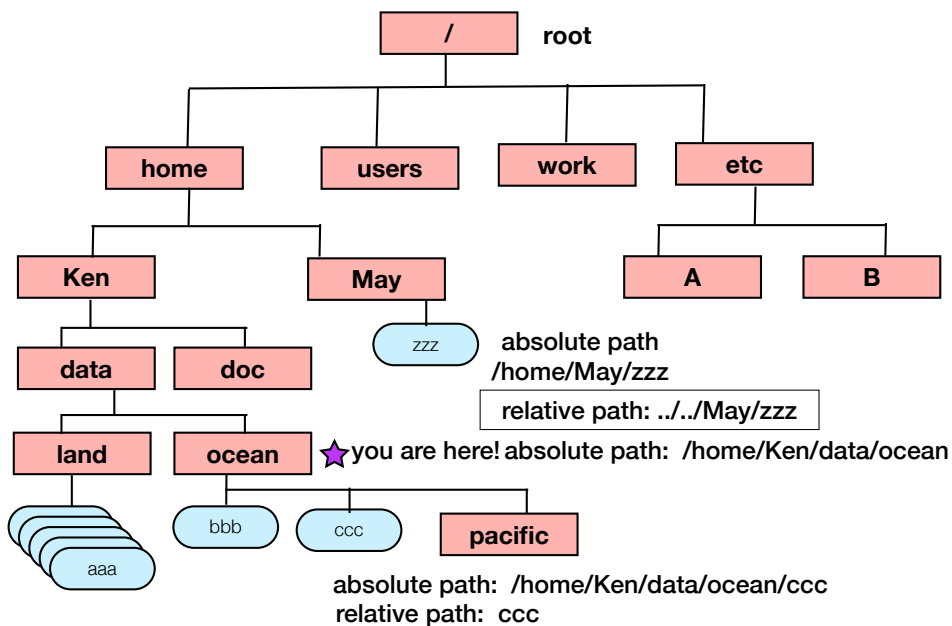 /
root
home
users
work
etc
Ken
May
A
B
zzz
absolute path
/home/May/zzz
data
doc
relative path: ../../May/zzz
land
ocean
you are here! absolute path: /home/Ken/data/ocean
bbb
ccc
pacific
aaa
absolute path: /home/Ken/data/ocean/ccc
relative path: ccc